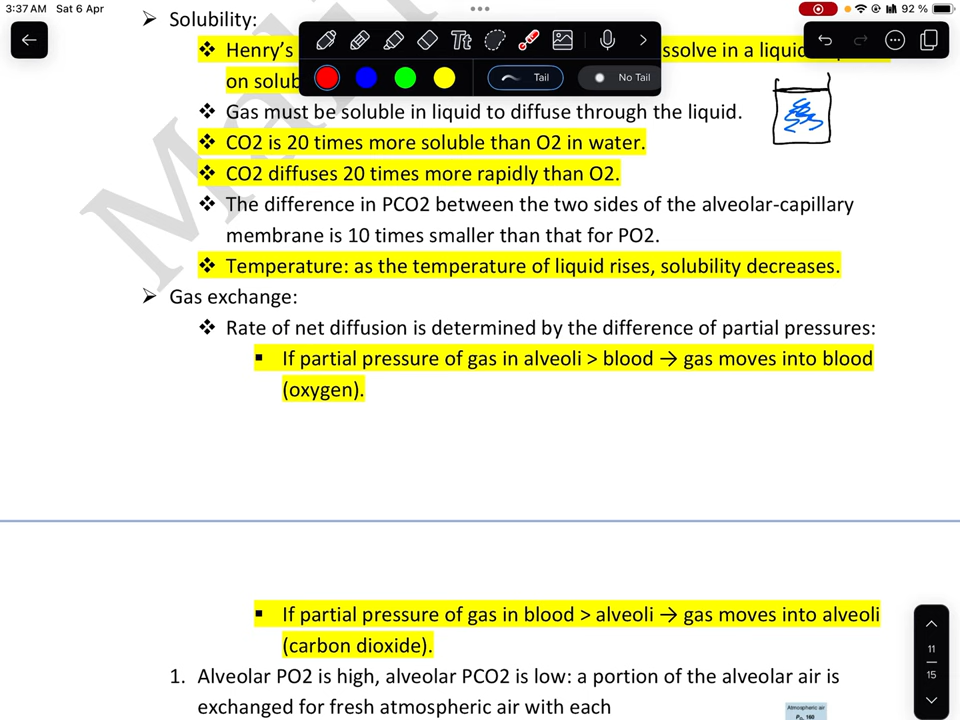 3:37 AM Sat 6 Apr
92 %
➢ Solubility:
❖ Henry's ssolve in a liquid
on solub
Tt
Tail
No Tail
❖ Gas must be soluble in liquid to diffuse through the liquid.
❖ CO2 is 20 times more soluble than O2 in water.
❖ CO2 diffuses 20 times more rapidly than O2.
❖ The difference in PCO2 between the two sides of the alveolar-capillary
membrane is 10 times smaller than that for PO2.
❖ Temperature: as the temperature of liquid rises, solubility decreases.
➢ Gas exchange:
❖ Rate of net diffusion is determined by the difference of partial pressures:
▪ If partial pressure of gas in alveoli > blood → gas moves into blood
(oxygen).
▪ If partial pressure of gas in blood > alveoli → gas moves into alveoli
(carbon dioxide).
1. Alveolar PO2 is high, alveolar PCO2 is low: a portion of the alveolar air is
exchanged for fresh atmospheric air with each
11
15
Atmospheric air
P O2 160